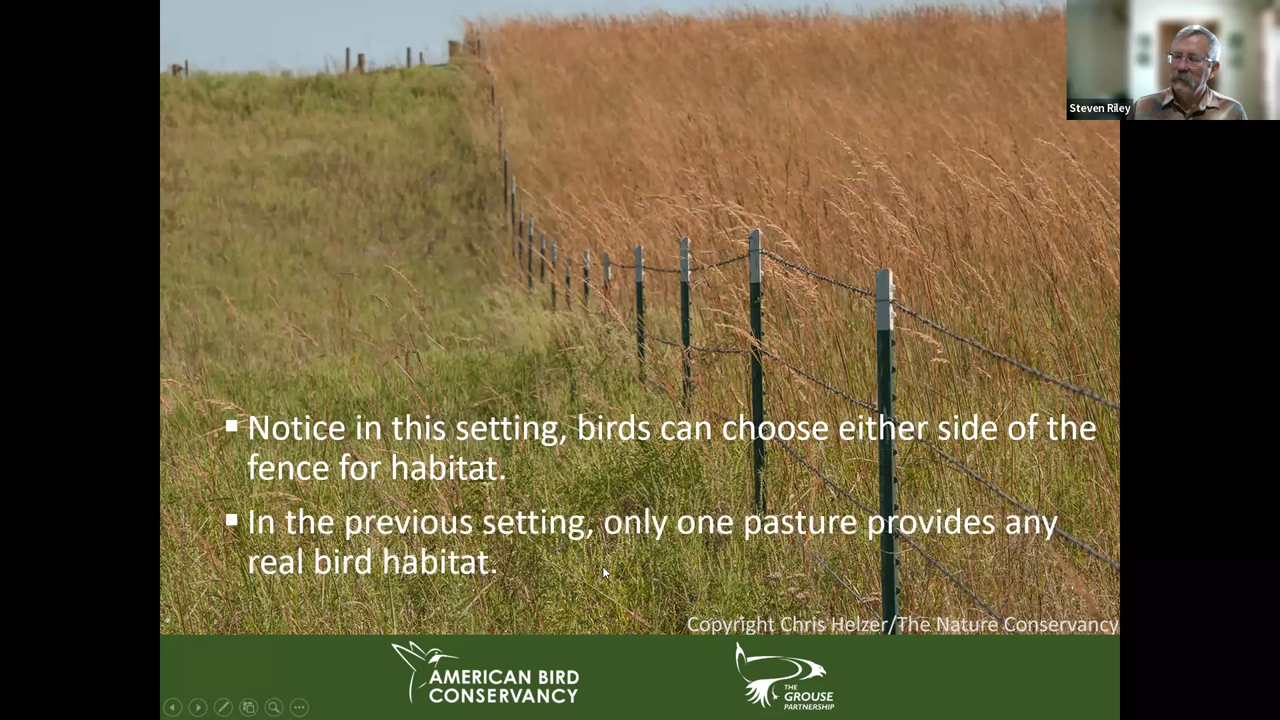 Steven Riley
▪ Notice in this setting, birds can choose either side of the
fence for habitat.
▪ In the previous setting, only one pasture provides any
real bird habitat.
Copyright Chris Helzer/The Nature Conservancy
AMERICAN BIRD
CONSERVANCY
THE
GROUSE
PARTNERSHIP